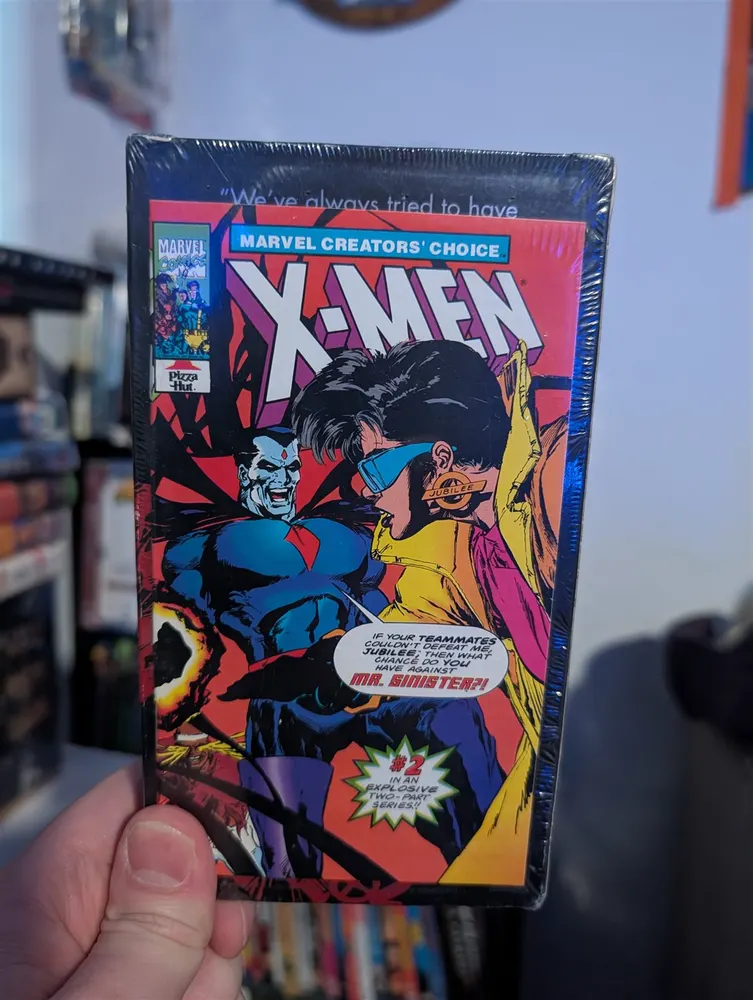 "We've always tried to have
MARVEL CREATORS' CHOICE
MARVEL
COMICS
X-MEN
Pizza
Hut
JUBILEE
IF YOUR TEAMMATES
COULDN'T DEFEAT ME,
JUBILEE, THEN WHAT
CHANCE DO YOU
HAVE AGAINST
MR. SINISTER?!
#2
IN AN
EXPLOSIVE
TWO-PART
SERIES!!